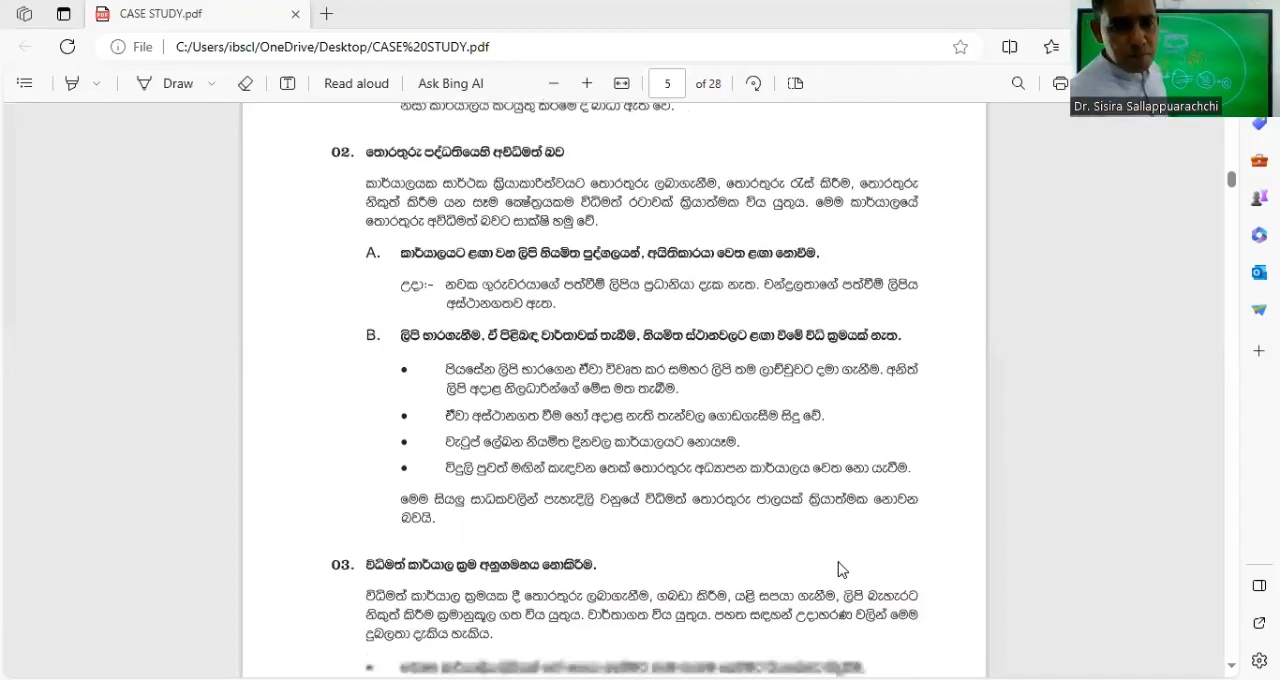 CASE STUDY.pdf
File C:/Users/ibscl/OneDrive/Desktop/CASE%20STUDY.pdf
Draw Read aloud Ask Bing AI 5 of 28
Dr. Sisira Sallappuarachchi
නිසා කාර්යාලය කටයුතු කිරීමේ දී බාධා ඇත වේ.
02. තොරතුරු පද්ධතියෙහි අවිධිමත් බව
කාර්යාලයක සාර්ථක ක්‍රියාකාරීත්වයට තොරතුරු ලබාගැනීම, තොරතුරු රැස් කිරීම, තොරතුරු
නිකුත් කිරීම යන සෑම ක්‍ෂේත්‍රයකම විධිමත් රටාවක් ක්‍රියාත්මක විය යුතුය. මෙම කාර්යාලයේ
තොරතුරු අවිධිමත් බවට සාක්ෂි හමු වේ.
A. කාර්යාලයට ළඟා වන ලිපි නියමිත පුද්ගලයන්, අයිතිකාරයා වෙත ළඟා නොවීම.
උදා:- නවක ගුරුවරයාගේ පත්වීම් ලිපිය ප්‍රධානියා දැක නැත. චන්ද්‍රලතාගේ පත්වීම් ලිපිය
අස්ථානගතව ඇත.
B. ලිපි භාරගැනීම, ඒ පිළිබඳ වාර්තාවක් තැබීම, නියමිත ස්ථානවලට ළඟා වීමේ විධි ක්‍රමයක් නැත.
• පියසේන ලිපි භාරගෙන ඒවා විවෘත කර සමහර ලිපි තම ලාච්චුවට දමා ගැනීම. අනිත්
ලිපි අදාළ නිලධාරීන්ගේ මේස මත තැබීම.
• ඒවා අස්ථානගත වීම හෝ අදාළ නැති තැන්වල ගොඩගැසීම සිදු වේ.
• වැටුප් ලේඛන නියමිත දිනවල කාර්යාලයට නොයෑම.
• විදුලි පුවත් මඟින් කැඳවන තෙක් තොරතුරු අධ්‍යාපන කාර්යාලය වෙත නො යැවීම.
මෙම සියලු සාධකවලින් පැහැදිලි වනුයේ විධිමත් තොරතුරු ජාලයක් ක්‍රියාත්මක නොවන
බවයි.
03. විධිමත් කාර්යාල ක්‍රම අනුගමනය නොකිරීම.
විධිමත් කාර්යාල ක්‍රමයක දී තොරතුරු ලබාගැනීම, ගබඩා කිරීම, යළි සපයා ගැනීම, ලිපි බැහැරට
නිකුත් කිරීම ක්‍රමානුකූල ගත විය යුතුය. වාර්තාගත විය යුතුය. පහත සඳහන් උදාහරණ වලින් මෙම
දුබලතා දැකිය හැකිය.